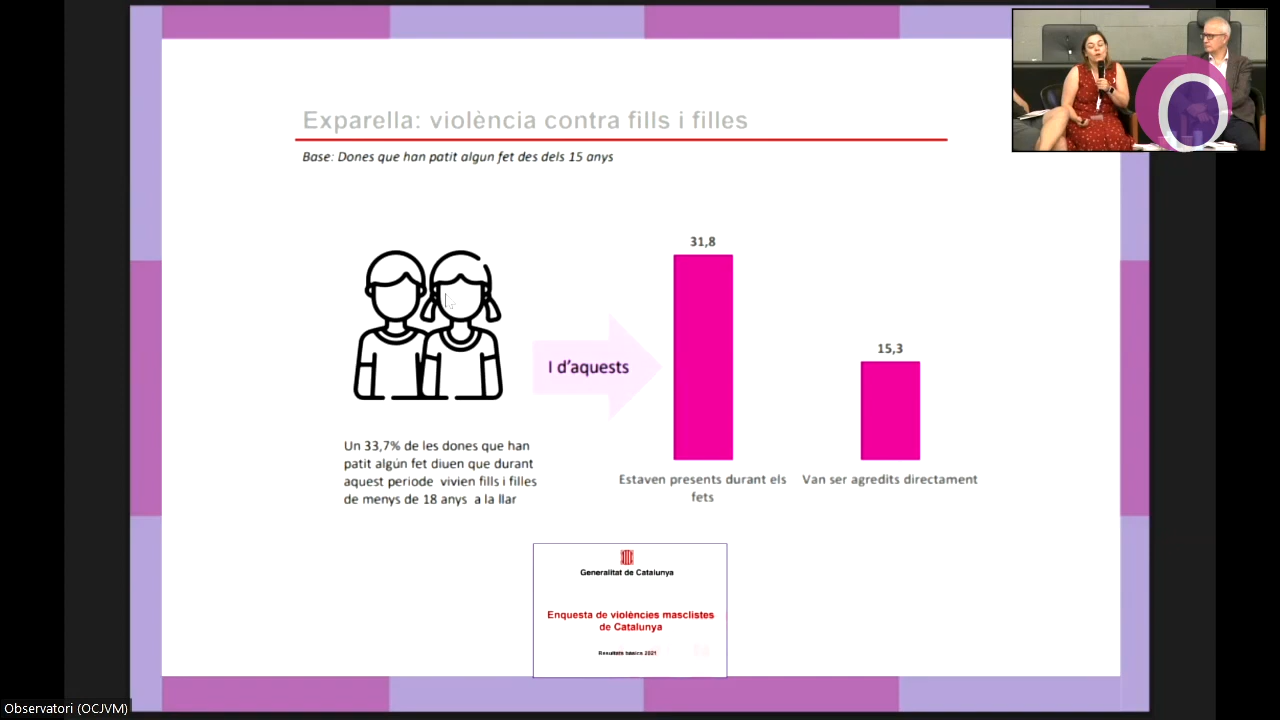 Exparella: violència contra fills i filles
Base: Dones que han patit algun fet des dels 15 anys
31,8
15,3
I d’aquests
Un 33,7% de les dones que han
patit algún fet diuen que durant
aquest periode vivien fills i filles
de menys de 18 anys a la llar
Estaven presents durant els
fets
Van ser agredits directament
Generalitat de Catalunya
Enquesta de violències masclistes
de Catalunya
Resultats bàsics 2021
Observatori (OCJVM)